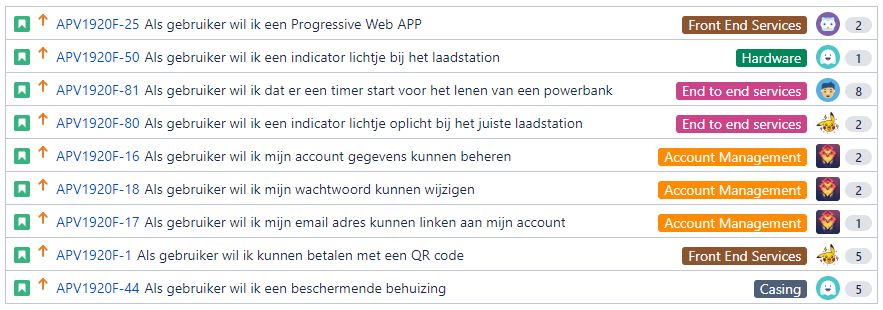 APV1920F-25 Als gebruiker wil ik een Progressive Web APP Front End Services 2
APV1920F-50 Als gebruiker wil ik een indicator lichtje bij het laadstation Hardware 1
APV1920F-81 Als gebruiker wil ik dat er een timer start voor het lenen van een powerbank End to end services 8
APV1920F-80 Als gebruiker wil ik een indicator lichtje oplicht bij het juiste laadstation End to end services 2
APV1920F-16 Als gebruiker wil ik mijn account gegevens kunnen beheren Account Management 2
APV1920F-18 Als gebruiker wil ik mijn wachtwoord kunnen wijzigen Account Management 2
APV1920F-17 Als gebruiker wil ik mijn email adres kunnen linken aan mijn account Account Management 1
APV1920F-1 Als gebruiker wil ik kunnen betalen met een QR code Front End Services 5
APV1920F-44 Als gebruiker wil ik een beschermende behuizing Casing 5